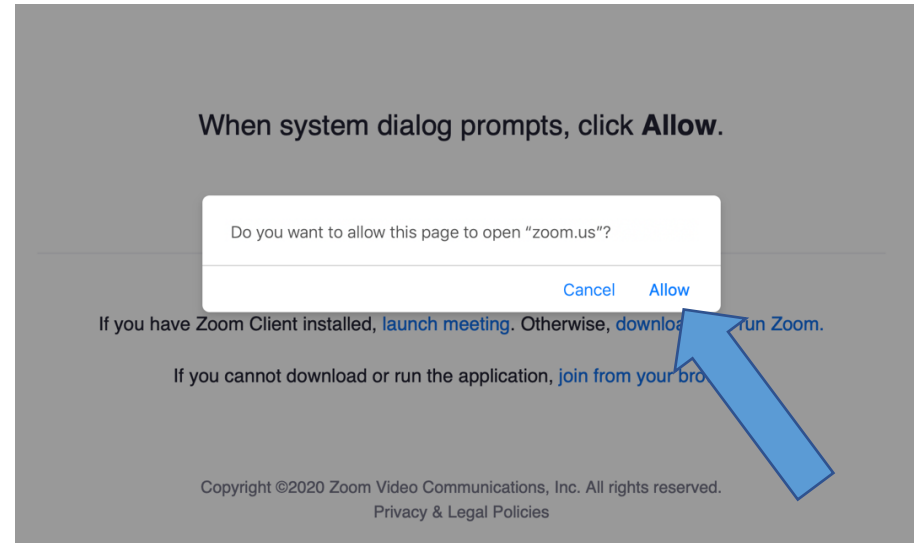 When system dialog prompts, click Allow.
Do you want to allow this page to open “zoom.us”?
Cancel Allow
If you have Zoom Client installed, launch meeting. Otherwise, run Zoom.
If you cannot download or run the application, join from your
Copyright ©2020 Zoom Video Communications, Inc. All rights reserved.
Privacy & Legal Policies